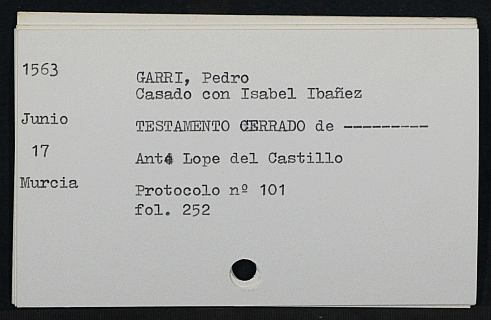 1563
GARRI, Pedro
Casado con Isabel Ibañez
Junio
TESTAMENTO CERRADO de ---------
17
Ant4 Lope del Castillo
Murcia
Protocolo nº 101
fol. 252